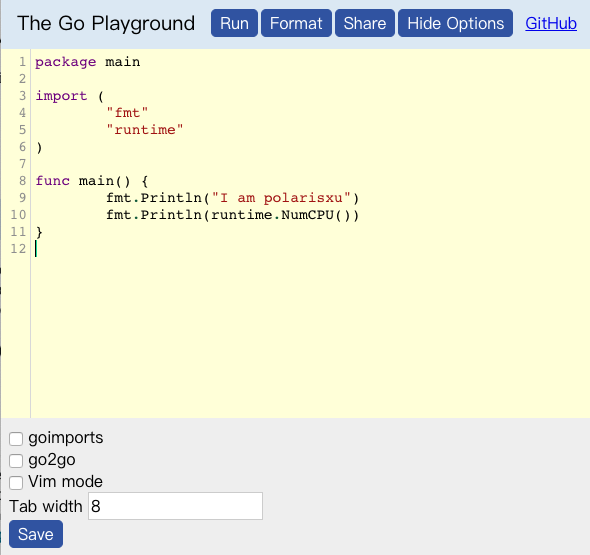 The Go Playground Run Format Share Hide Options GitHub
1 package main
2
3 import (
4 "fmt"
5 "runtime"
6 )
7
8 func main() {
9 fmt.Println("I am polarisxu")
10 fmt.Println(runtime.NumCPU())
11 }
12
goimports
go2go
Vim mode
Tab width 8
Save